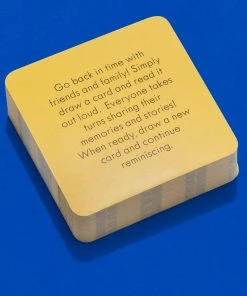 Go back in time with
friends and family! Simply
draw a card and read it
out loud.  Everyone takes
turns sharing their
memories and stories!
When ready, draw a new
card and continue
reminiscing.